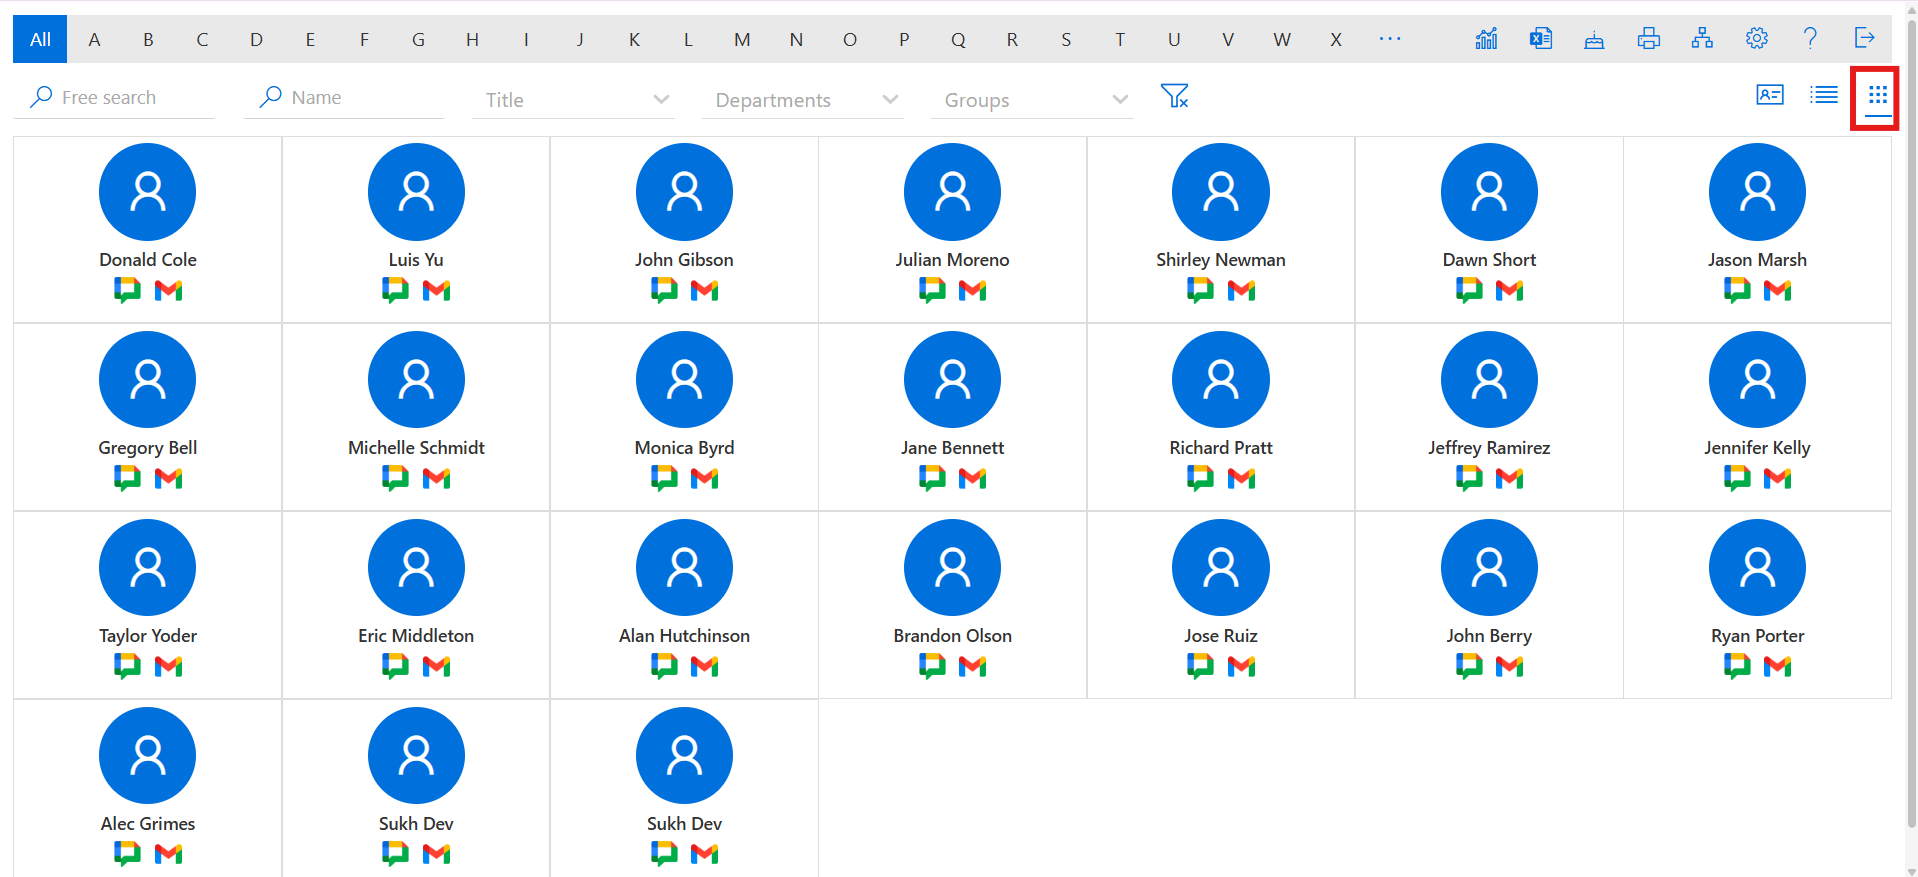 All A B C D E F G H I J K L M N O P Q R S T U V W X ...
Free search Name Title Departments Groups
Donald Cole Luis Yu John Gibson Julian Moreno Shirley Newman Dawn Short Jason Marsh
Gregory Bell Michelle Schmidt Monica Byrd Jane Bennett Richard Pratt Jeffrey Ramirez Jennifer Kelly
Taylor Yoder Eric Middleton Alan Hutchinson Brandon Olson Jose Ruiz John Berry Ryan Porter
Alec Grimes Sukh Dev Sukh Dev